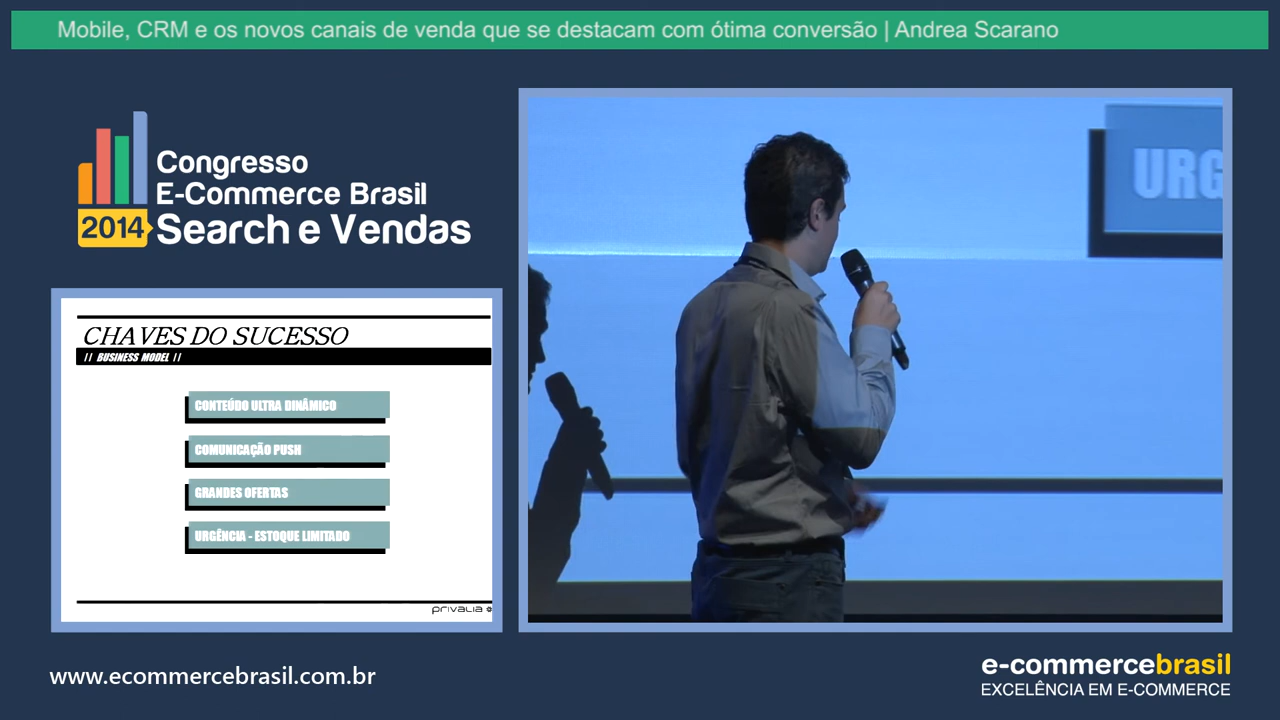 Mobile, CRM e os novos canais de venda que se destacam com ótima conversão | Andrea Scarano
Congresso
E-Commerce Brasil
2014 Search e Vendas
CHAVES DO SUCESSO
// BUSINESS MODEL //
CONTEÚDO ULTRA DINÂMICO
COMUNICAÇÃO PUSH
GRANDES OFERTAS
URGÊNCIA - ESTOQUE LIMITADO
privalia
URG
www.ecommercebrasil.com.br
e-commercebrasil
EXCELÊNCIA EM E-COMMERCE